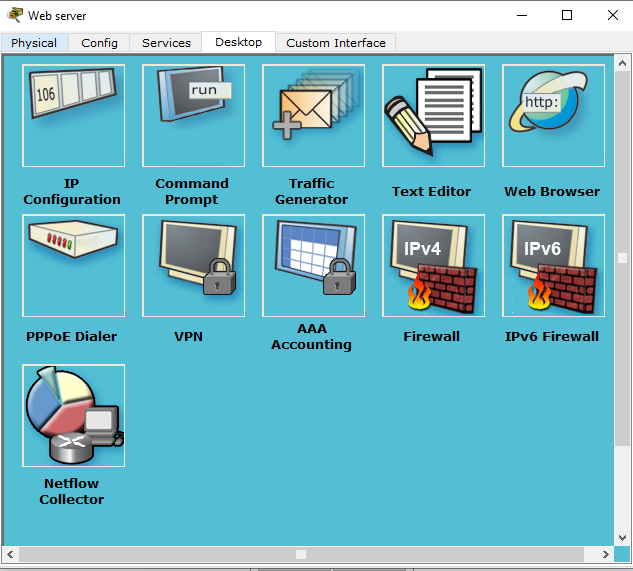 Web server
Physical
Config
Services
Desktop
Custom Interface
106
run
http:
IP
Configuration
Command
Prompt
Traffic
Generator
Text Editor
Web Browser
IPv4
IPv6
PPPoE Dialer
VPN
AAA
Accounting
Firewall
IPv6 Firewall
Netflow
Collector